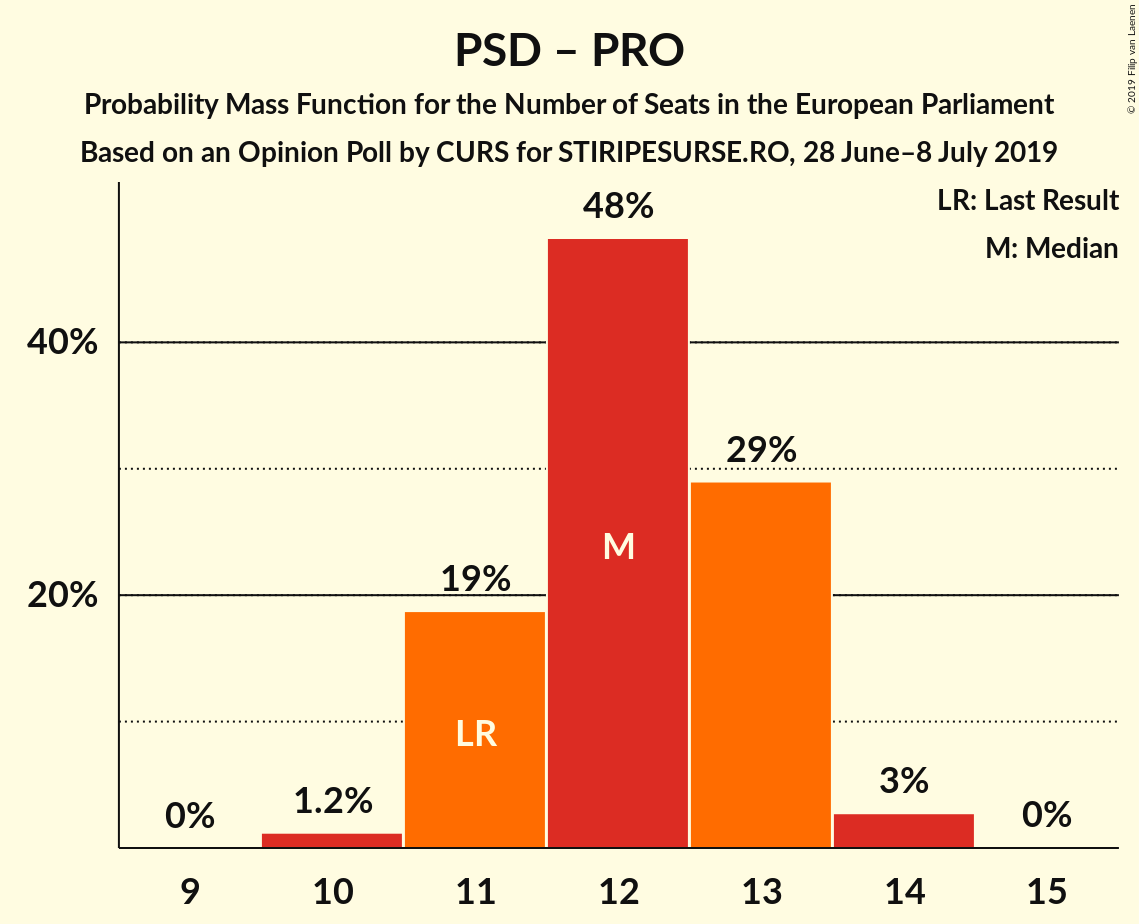 PSD – PRO
Probability Mass Function for the Number of Seats in the European Parliament
Based on an Opinion Poll by CURS for STIRIPESURSE.RO, 28 June–8 July 2019
© 2019 Filip van Laenen
LR: Last Result
M: Median
48%
40%
29%
M
19%
20%
LR
3%
1.2%
0%
0%
9 10 11 12 13 14 15